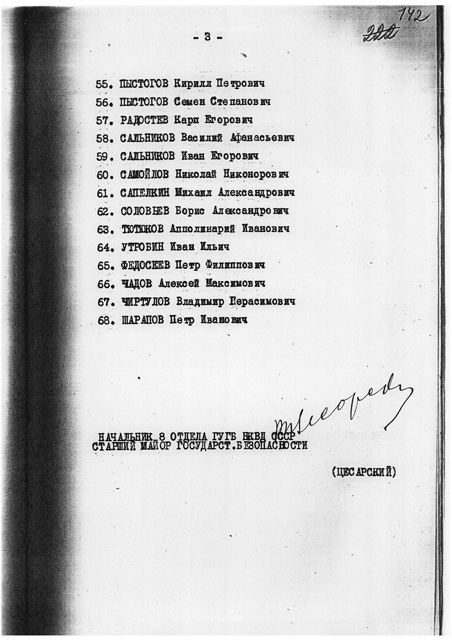 142
222
- 3 -
55. ПЫСТОГОВ Кирилл Петрович
56. ПЫСТОГОВ Семен Степанович
57. РАДОСТЕВ Карп Егорович
58. САЛЬНИКОВ Василий Афанасьевич
59. САЛЬНИКОВ Иван Егорович
60. САМОЙЛОВ Николай Никонорович
61. САПЕЛКИН Михаил Александрович
62. СОЛОВЬЕВ Борис Александрович
63. ТЮТЮКОВ Апполинарий Иванович
64. УТРОБИН Иван Ильич
65. ФЕДОСЕЕВ Петр Филиппович
66. ЧАДОВ Алексей Максимович
67. ЧИРТУЛОВ Владимир Герасимович
68. ШАРАПОВ Петр Иванович
НАЧАЛЬНИК 8 ОТДЕЛА ГУГБ НКВД СССР
СТАРШИЙ МАЙОР ГОСУДАРСТ.БЕЗОПАСНОСТИ
(ЦЕСАРСКИЙ)